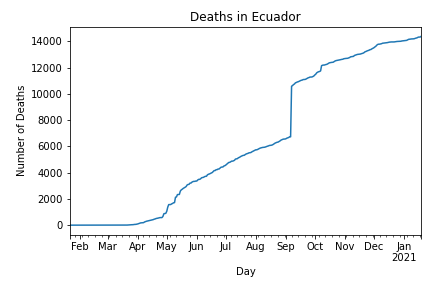 Deaths in Ecuador
Number of Deaths
14000
12000
10000
8000
6000
4000
2000
0
Feb Mar Apr May Jun Jul Aug Sep Oct Nov Dec Jan
2021
Day